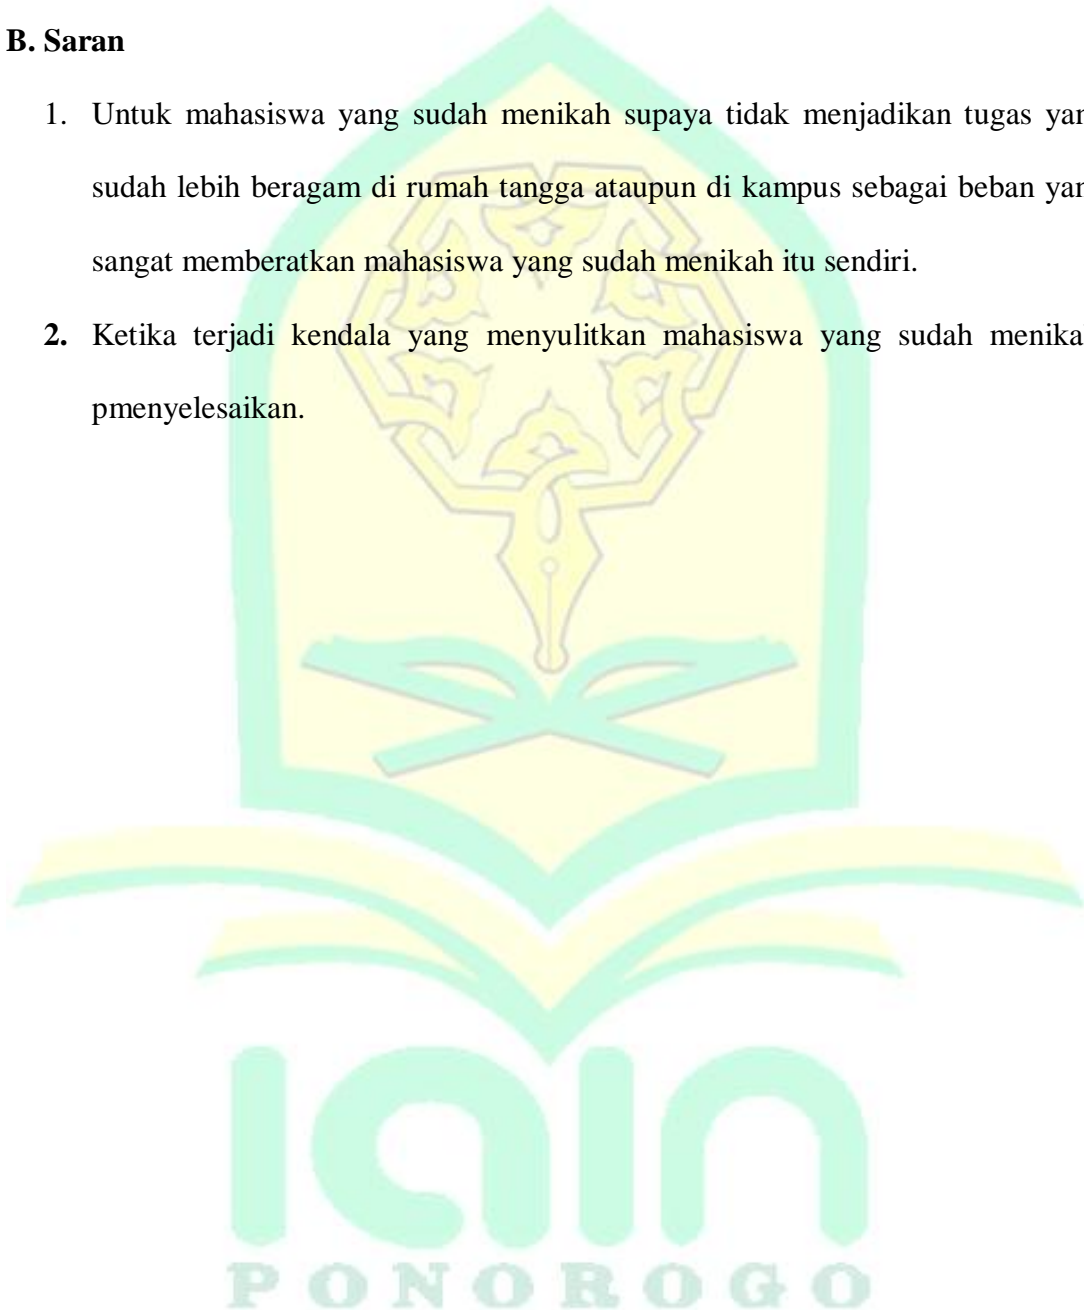 B. Saran
1. Untuk mahasiswa yang sudah menikah supaya tidak menjadikan tugas yan
sudah lebih beragam di rumah tangga ataupun di kampus sebagai beban yan
sangat memberatkan mahasiswa yang sudah menikah itu sendiri.
2. Ketika terjadi kendala yang menyulitkan mahasiswa yang sudah menika
pmenyelesaikan.
iain
PONOROGO